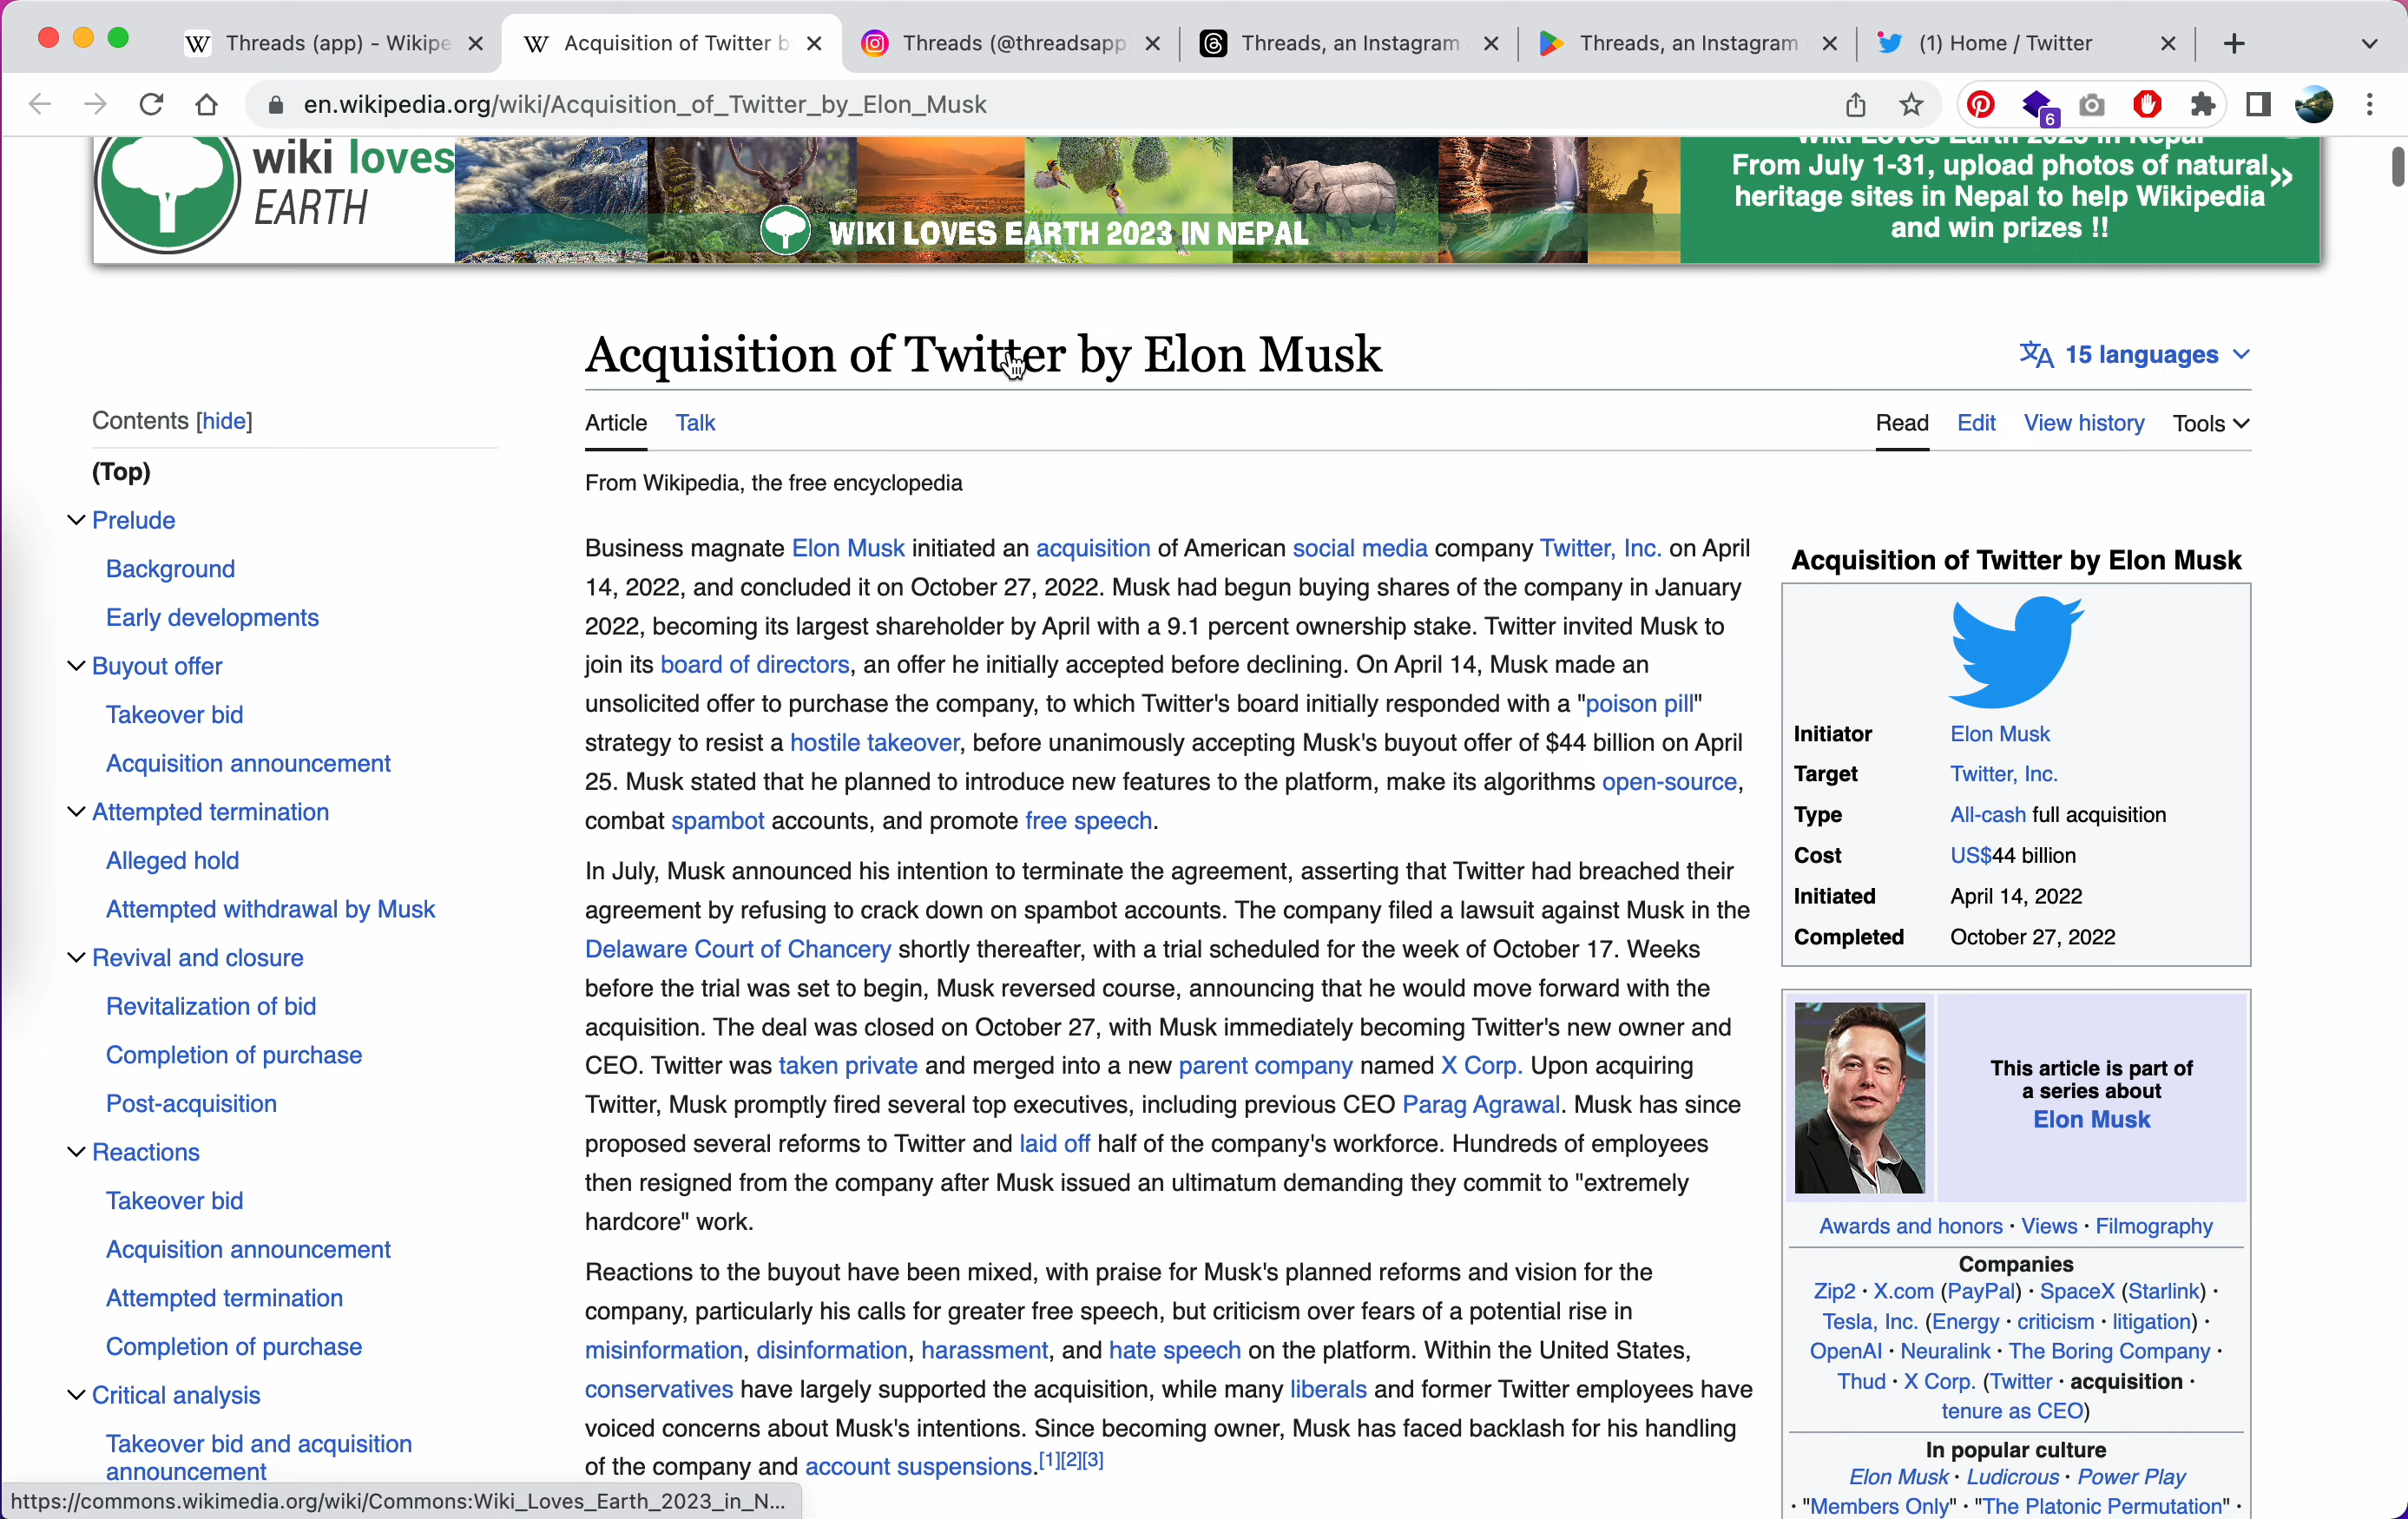 Threads (app) - Wikipe
Acquisition of Twitter b
Threads (@threadsapp
Threads, an Instagram
Threads, an Instagram
(1) Home / Twitter
en.wikipedia.org/wiki/Acquisition_of_Twitter_by_Elon_Musk
6
wiki loves
EARTH
WIKI LOVES EARTH 2023 IN NEPAL
Wiki Loves Earth 2023 in Nepal
From July 1-31, upload photos of natural
heritage sites in Nepal to help Wikipedia
and win prizes !!
»
Acquisition of Twitter by Elon Musk
15 languages
Contents [hide]
Article
Talk
Read
Edit
View history
Tools
(Top)
Prelude
Background
Early developments
Buyout offer
Takeover bid
Acquisition announcement
Attempted termination
Alleged hold
Attempted withdrawal by Musk
Revival and closure
Revitalization of bid
Completion of purchase
Post-acquisition
Reactions
Takeover bid
Acquisition announcement
Attempted termination
Completion of purchase
Critical analysis
Takeover bid and acquisition
announcement
From Wikipedia, the free encyclopedia
Business magnate Elon Musk initiated an acquisition of American social media company Twitter, Inc. on April
14, 2022, and concluded it on October 27, 2022. Musk had begun buying shares of the company in January
2022, becoming its largest shareholder by April with a 9.1 percent ownership stake. Twitter invited Musk to
join its board of directors, an offer he initially accepted before declining. On April 14, Musk made an
unsolicited offer to purchase the company, to which Twitter's board initially responded with a "poison pill"
strategy to resist a hostile takeover, before unanimously accepting Musk's buyout offer of $44 billion on April
25. Musk stated that he planned to introduce new features to the platform, make its algorithms open-source,
combat spambot accounts, and promote free speech.
In July, Musk announced his intention to terminate the agreement, asserting that Twitter had breached their
agreement by refusing to crack down on spambot accounts. The company filed a lawsuit against Musk in the
Delaware Court of Chancery shortly thereafter, with a trial scheduled for the week of October 17. Weeks
before the trial was set to begin, Musk reversed course, announcing that he would move forward with the
acquisition. The deal was closed on October 27, with Musk immediately becoming Twitter's new owner and
CEO. Twitter was taken private and merged into a new parent company named X Corp. Upon acquiring
Twitter, Musk promptly fired several top executives, including previous CEO Parag Agrawal. Musk has since
proposed several reforms to Twitter and laid off half of the company's workforce. Hundreds of employees
then resigned from the company after Musk issued an ultimatum demanding they commit to "extremely
hardcore" work.
Reactions to the buyout have been mixed, with praise for Musk's planned reforms and vision for the
company, particularly his calls for greater free speech, but criticism over fears of a potential rise in
misinformation, disinformation, harassment, and hate speech on the platform. Within the United States,
conservatives have largely supported the acquisition, while many liberals and former Twitter employees have
voiced concerns about Musk's intentions. Since becoming owner, Musk has faced backlash for his handling
of the company and account suspensions.[1][2][3]
Acquisition of Twitter by Elon Musk
Initiator Elon Musk
Target Twitter, Inc.
Type All-cash full acquisition
Cost US$44 billion
Initiated April 14, 2022
Completed October 27, 2022
This article is part of
a series about
Elon Musk
Awards and honors · Views · Filmography
Companies
Zip2 · X.com (PayPal) · SpaceX (Starlink) ·
Tesla, Inc. (Energy · criticism · litigation) ·
OpenAI · Neuralink · The Boring Company ·
Thud · X Corp. (Twitter · acquisition ·
tenure as CEO)
In popular culture
Elon Musk · Ludicrous · Power Play
· "Members Only" · "The Platonic Permutation" ·
https://commons.wikimedia.org/wiki/Commons:Wiki_Loves_Earth_2023_in_N...